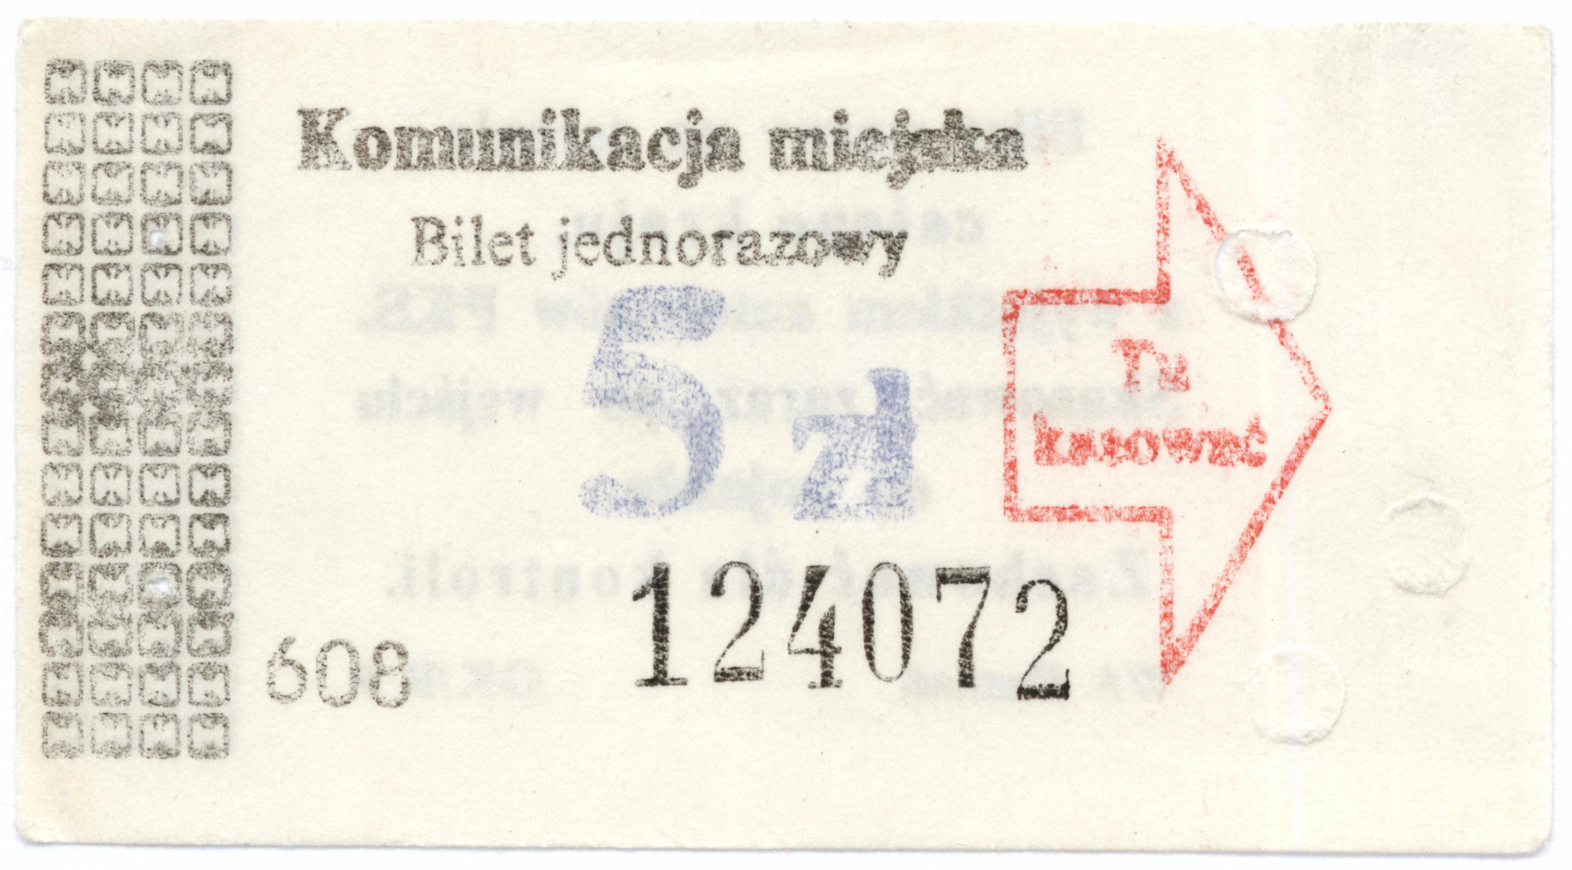 Komunikacja miejska
Bilet jednorazowy
5 zł
Tu
kasować
608
124072